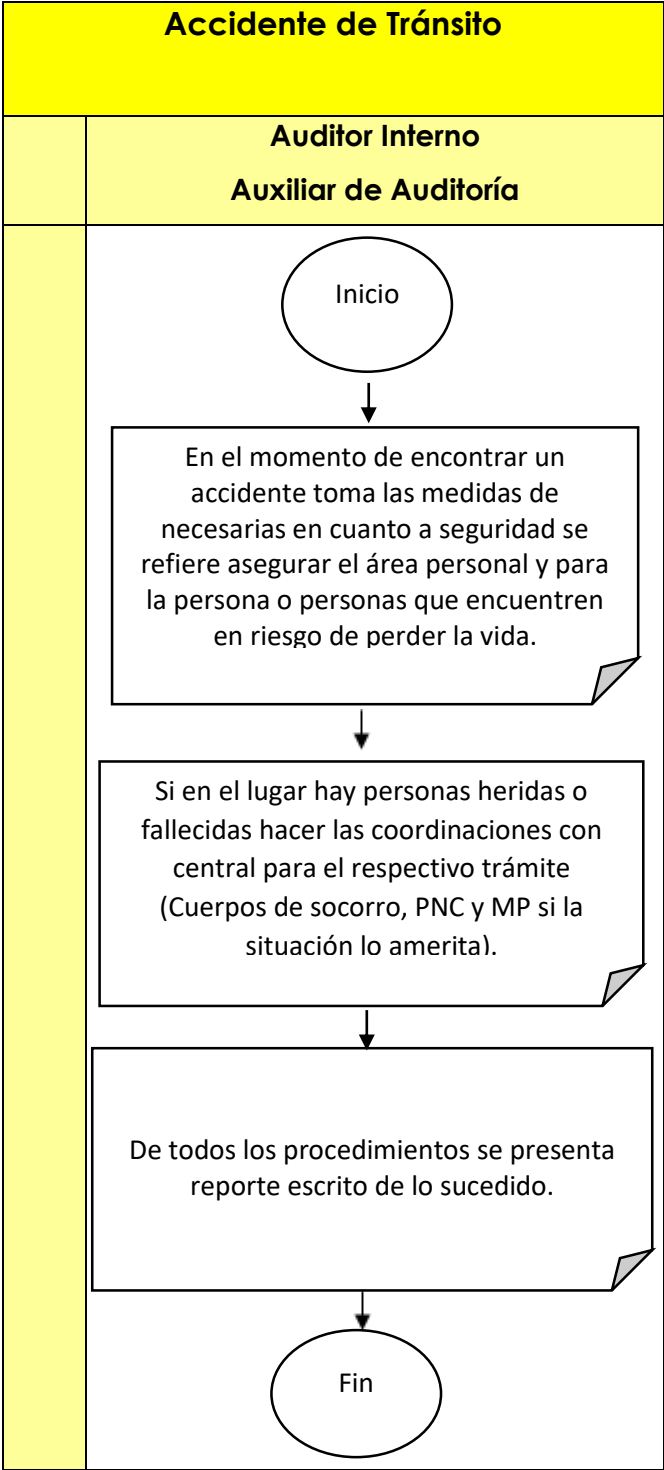 Accidente de Tránsito
Auditor Interno
Auxiliar de Auditoría
Inicio
En el momento de encontrar un
accidente toma las medidas de
necesarias en cuanto a seguridad se
refiere asegurar el área personal y para
la persona o personas que encuentren
en riesgo de perder la vida.
Si en el lugar hay personas heridas o
fallecidas hacer las coordinaciones con
central para el respectivo trámite
(Cuerpos de socorro, PNC y MP si la
situación lo amerita).
De todos los procedimientos se presenta
reporte escrito de lo sucedido.
Fin